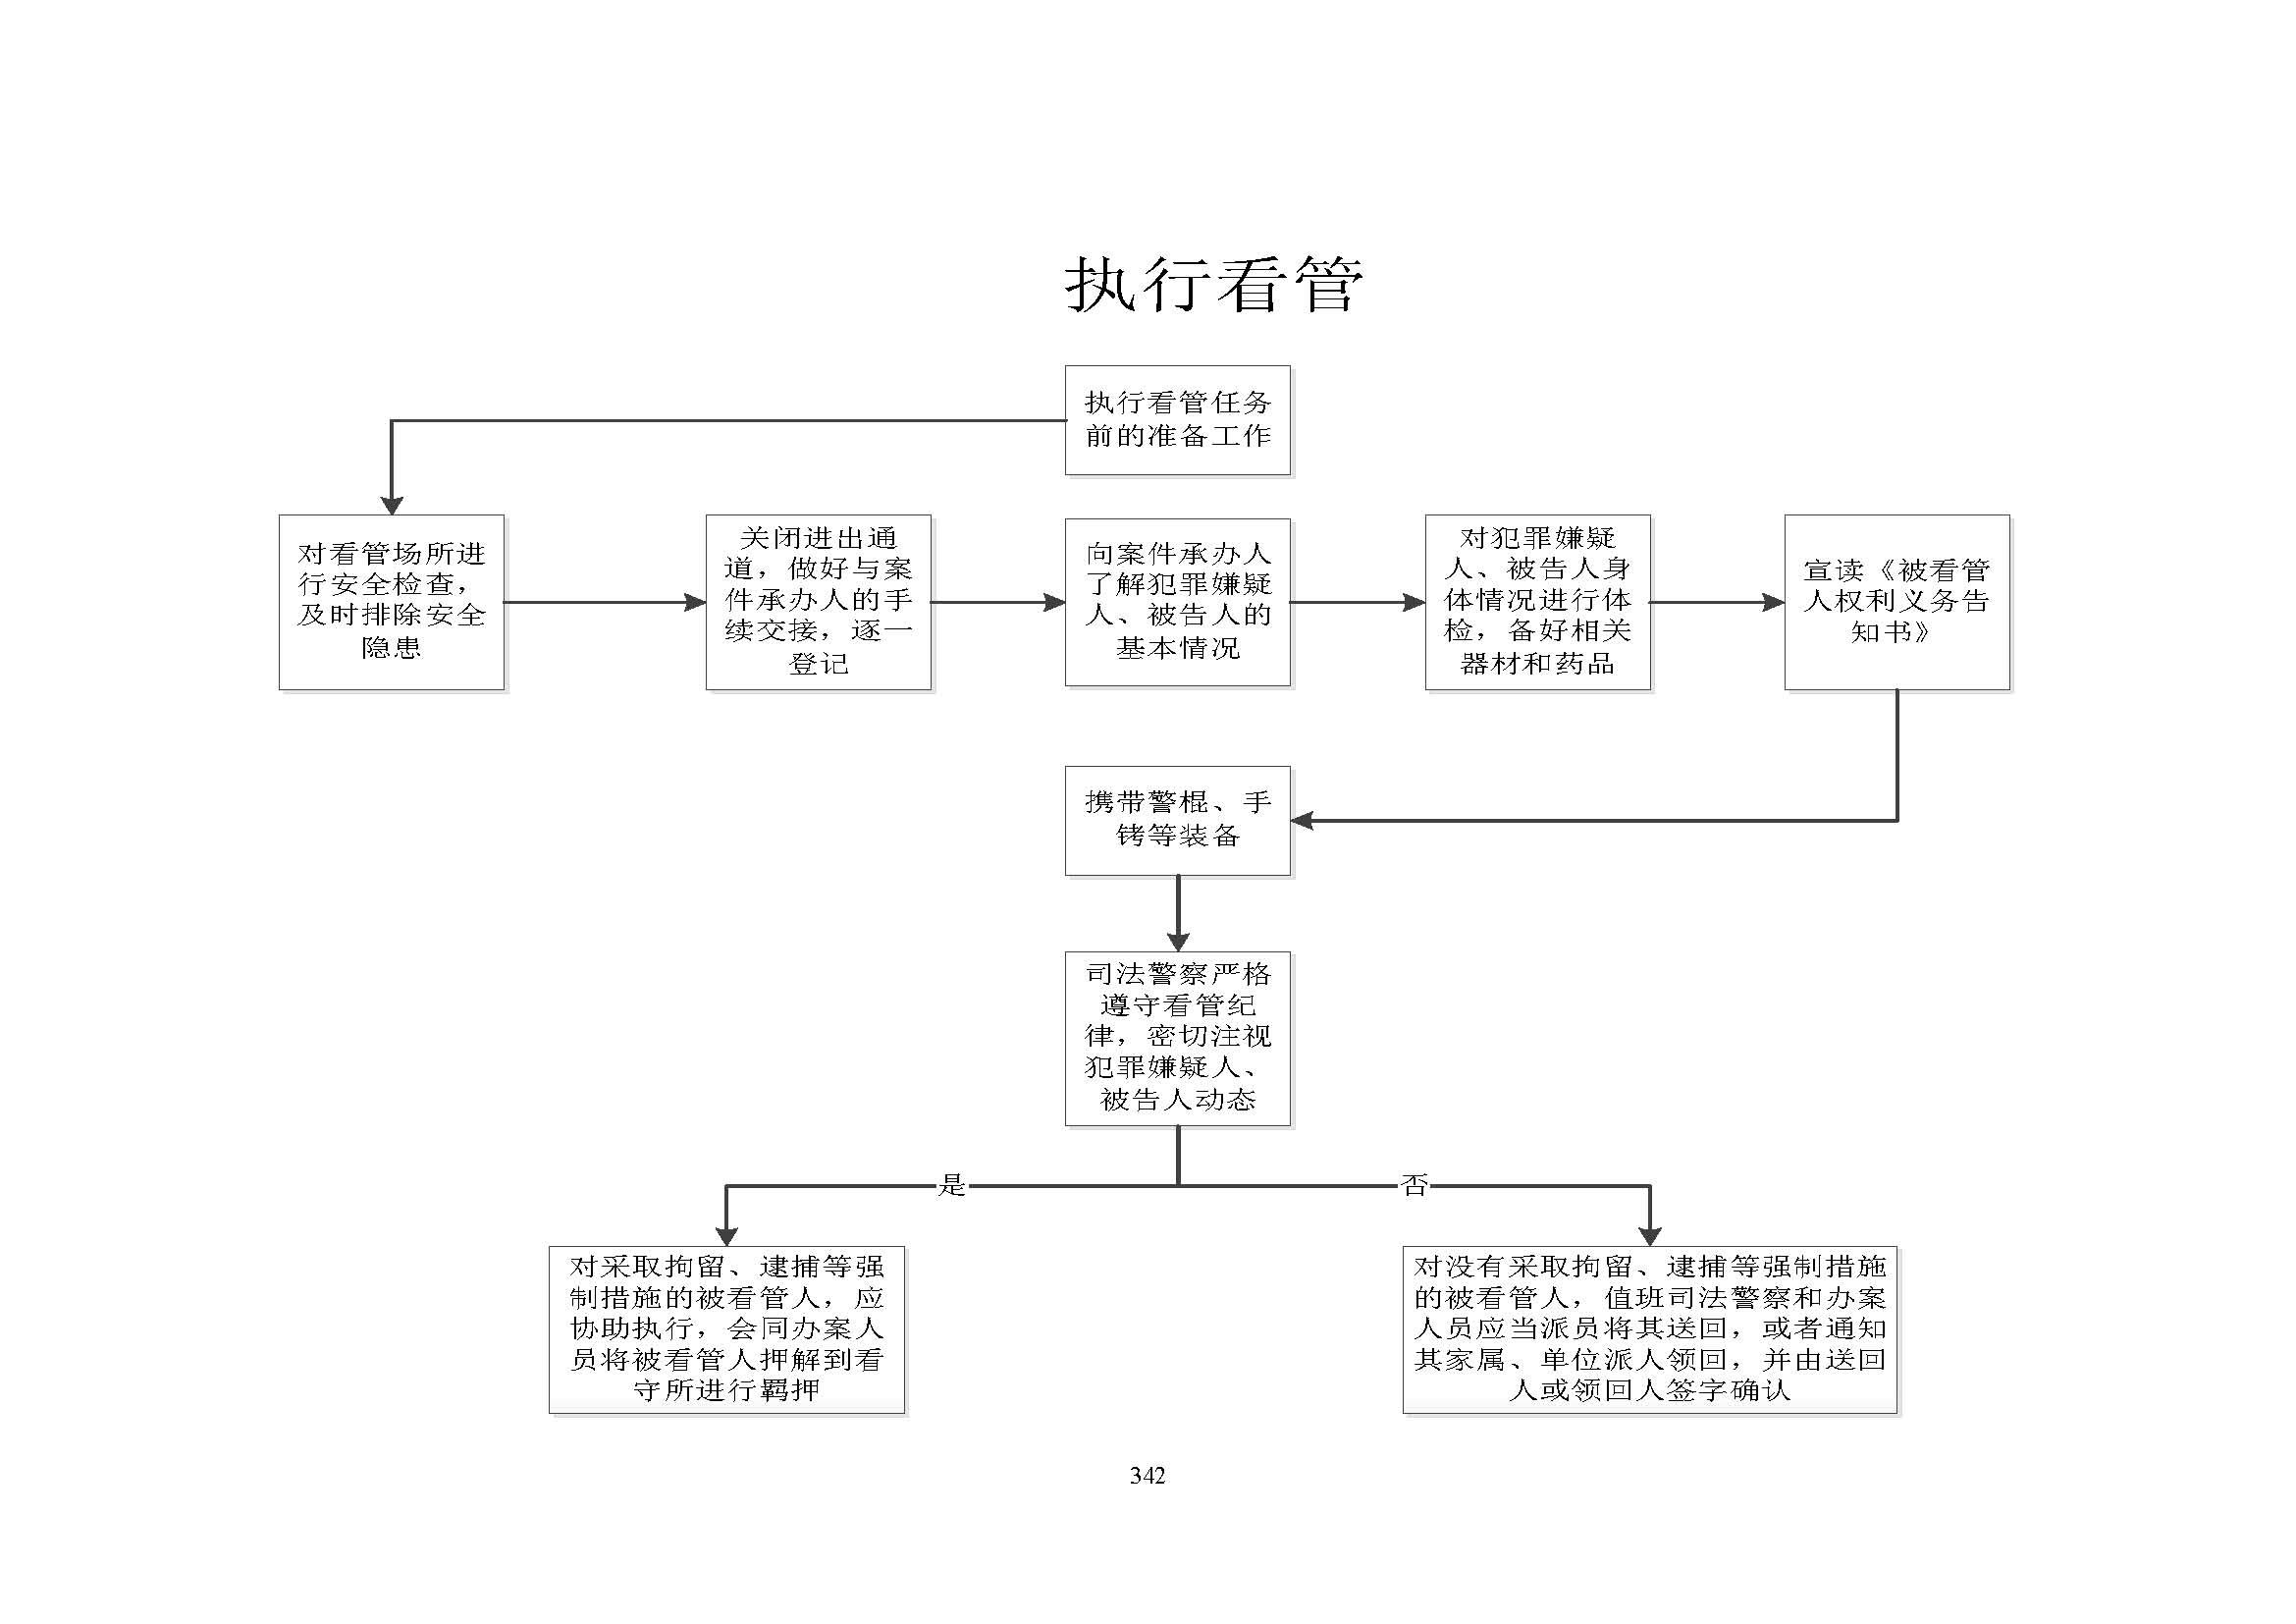 执行看管
执行看管任务
前的准备工作
对看管场所进
行安全检查，
及时排除安全
隐患
关闭进出通
道，做好与案
件承办人的手
续交接，逐一
登记
向案件承办人
了解犯罪嫌疑
人、被告人的
基本情况
对犯罪嫌疑
人、被告人身
体情况进行体
检，备好相关
器材和药品
宣读《被看管
人权利义务告
知书》
携带警棍、手
铐等装备
司法警察严格
遵守看管纪
律，密切注视
犯罪嫌疑人、
被告人动态
是
否
对采取拘留、逮捕等强
制措施的被看管人，应
协助执行，会同办案人
员将被看管人押解到看
守所进行羁押
对没有采取拘留、逮捕等强制措施
的被看管人，值班司法警察和办案
人员应当派员将其送回，或者通知
其家属、单位派人领回，并由送回
人或领回人签字确认
342